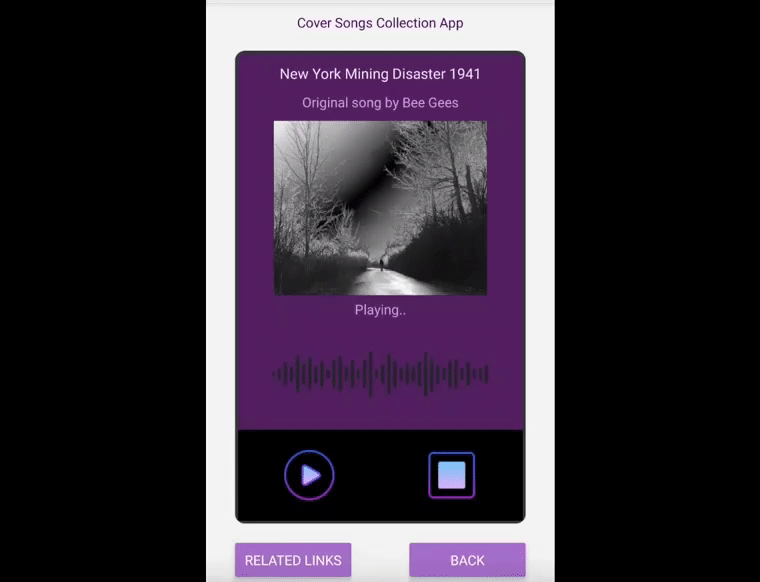 Cover Songs Collection App
New York Mining Disaster 1941
Original song by Bee Gees
Playing..
RELATED LINKS
BACK